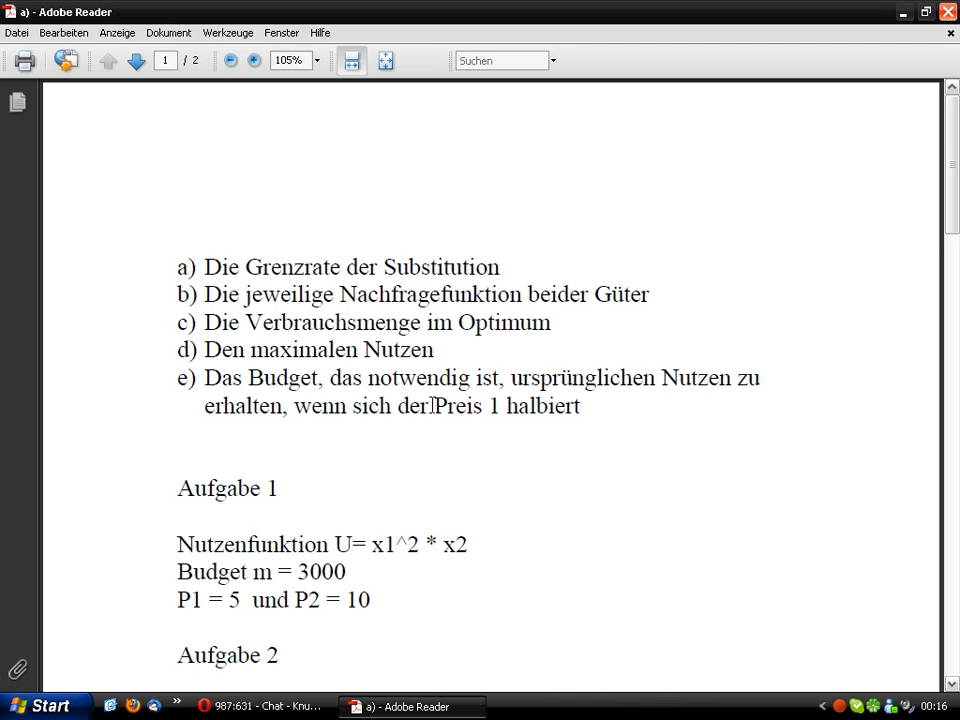 a) - Adobe Reader
Datei Bearbeiten Anzeige Dokument Werkzeuge Fenster Hilfe
1 / 2 105% Suchen
a) Die Grenzrate der Substitution
b) Die jeweilige Nachfragefunktion beider Güter
c) Die Verbrauchsmenge im Optimum
d) Den maximalen Nutzen
e) Das Budget, das notwendig ist, ursprünglichen Nutzen zu
erhalten, wenn sich der Preis 1 halbiert
Aufgabe 1
Nutzenfunktion U= x1^2 * x2
Budget m = 3000
P1 = 5 und P2 = 10
Aufgabe 2
Start » 987:631 - Chat - Knu... a) - Adobe Reader < 00:16